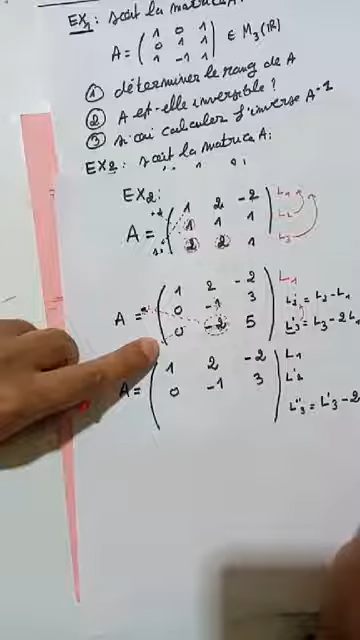 EX1: soit la matrice A:
A = ( 1 0 1
0 1 1
1 -1 1 ) ∈ M3(IR)
① déterminer le rang de A
② A est-elle inversible ?
③ si oui calculer l'inverse A-1
EX2: soit la matrice A:
EX2:
A = ( 1 2 -2 ) L1
1 1 1 L2
2 2 1 L3
A = ( 1 2 -2 ) L1
0 -1 3 L'2 = L2 - L1
0 -2 5 L'3 = L3 - 2L1
A = ( 1 2 -2 ) L1
0 -1 3 L'2
L''3 = L'3 - 2